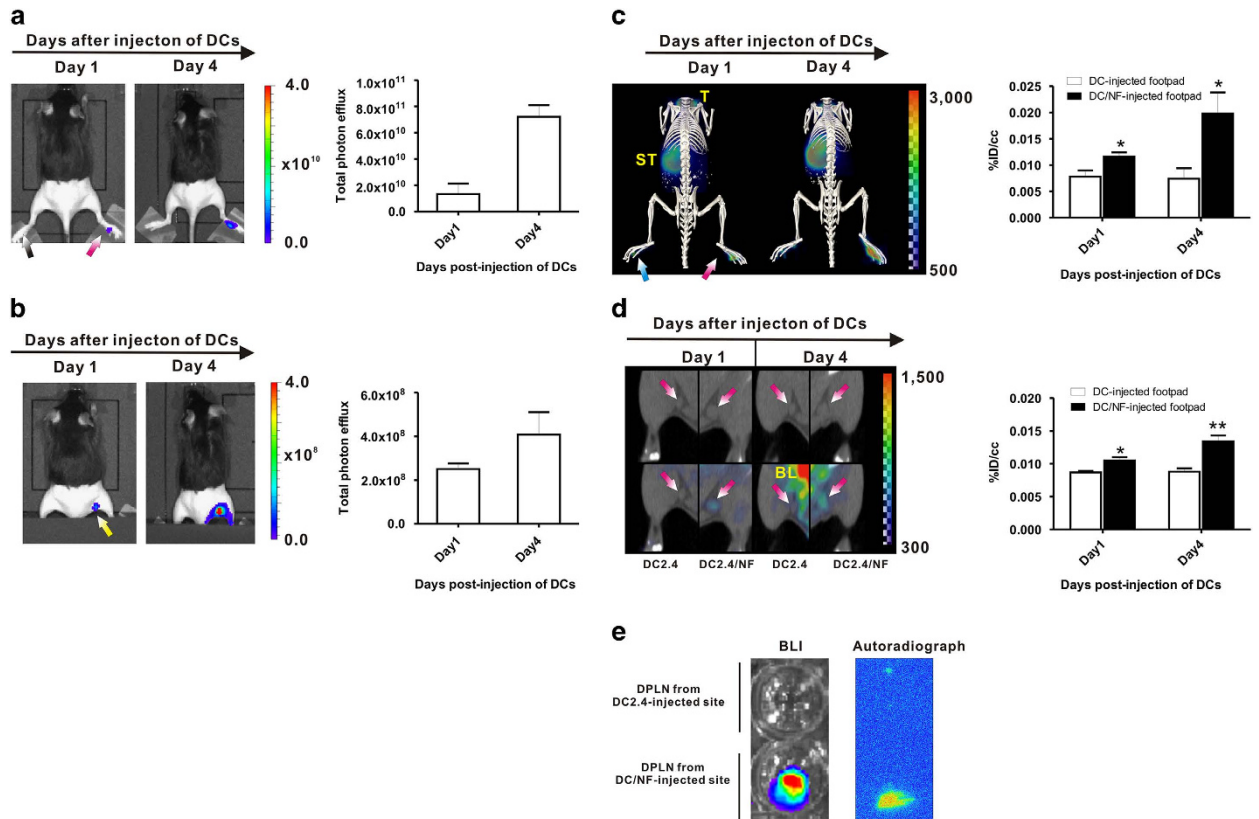 a
Days after injecton of DCs
Day 1
Day 4
4.0
x10^10
0.0
Total photon efflux
1.0x10^11
8.0x10^11
6.0x10^10
4.0x10^10
2.0x10^10
0.0
Day1
Day4
Days post-injection of DCs
b
Days after injecton of DCs
Day 1
Day 4
4.0
x10^8
0.0
Total photon efflux
8.0x10^8
6.0x10^8
4.0x10^8
2.0x10^8
0.0
Day1
Day4
Days post-injection of DCs
c
Days after injecton of DCs
Day 1
Day 4
T
ST
3,000
500
DC-injected footpad
DC/NF-injected footpad
%ID/cc
0.025
0.020
0.015
0.010
0.005
0.000
*
*
Day1
Day4
Days post-injection of DCs
d
Days after injecton of DCs
Day 1
Day 4
BL
1,500
300
DC2.4
DC2.4/NF
DC2.4
DC2.4/NF
DC-injected footpad
DC/NF-injected footpad
%ID/cc
0.020
0.015
0.010
0.005
0.000
*
**
Day1
Day4
Days post-injection of DCs
e
BLI
Autoradiograph
DPLN from
DC2.4-injected site
DPLN from
DC/NF-injected site